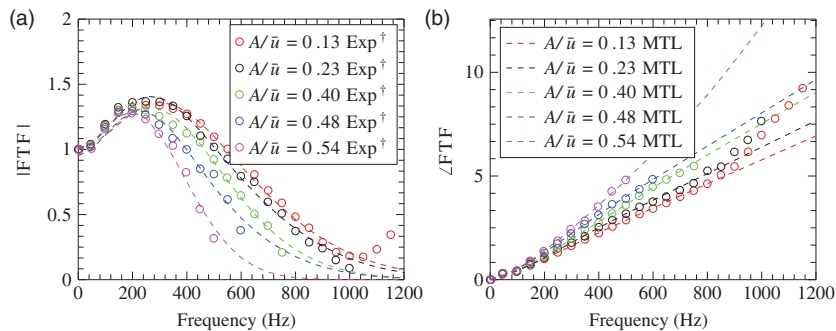 (a)
2
1.5
1
0.5
0
|FTF|
0 200 400 600 800 1000 1200
Frequency (Hz)
A/ū = 0.13 Exp†
A/ū = 0.23 Exp†
A/ū = 0.40 Exp†
A/ū = 0.48 Exp†
A/ū = 0.54 Exp†
(b)
10
5
0
∠FTF
0 200 400 600 800 1000 1200
Frequency (Hz)
A/ū = 0.13 MTL
A/ū = 0.23 MTL
A/ū = 0.40 MTL
A/ū = 0.48 MTL
A/ū = 0.54 MTL